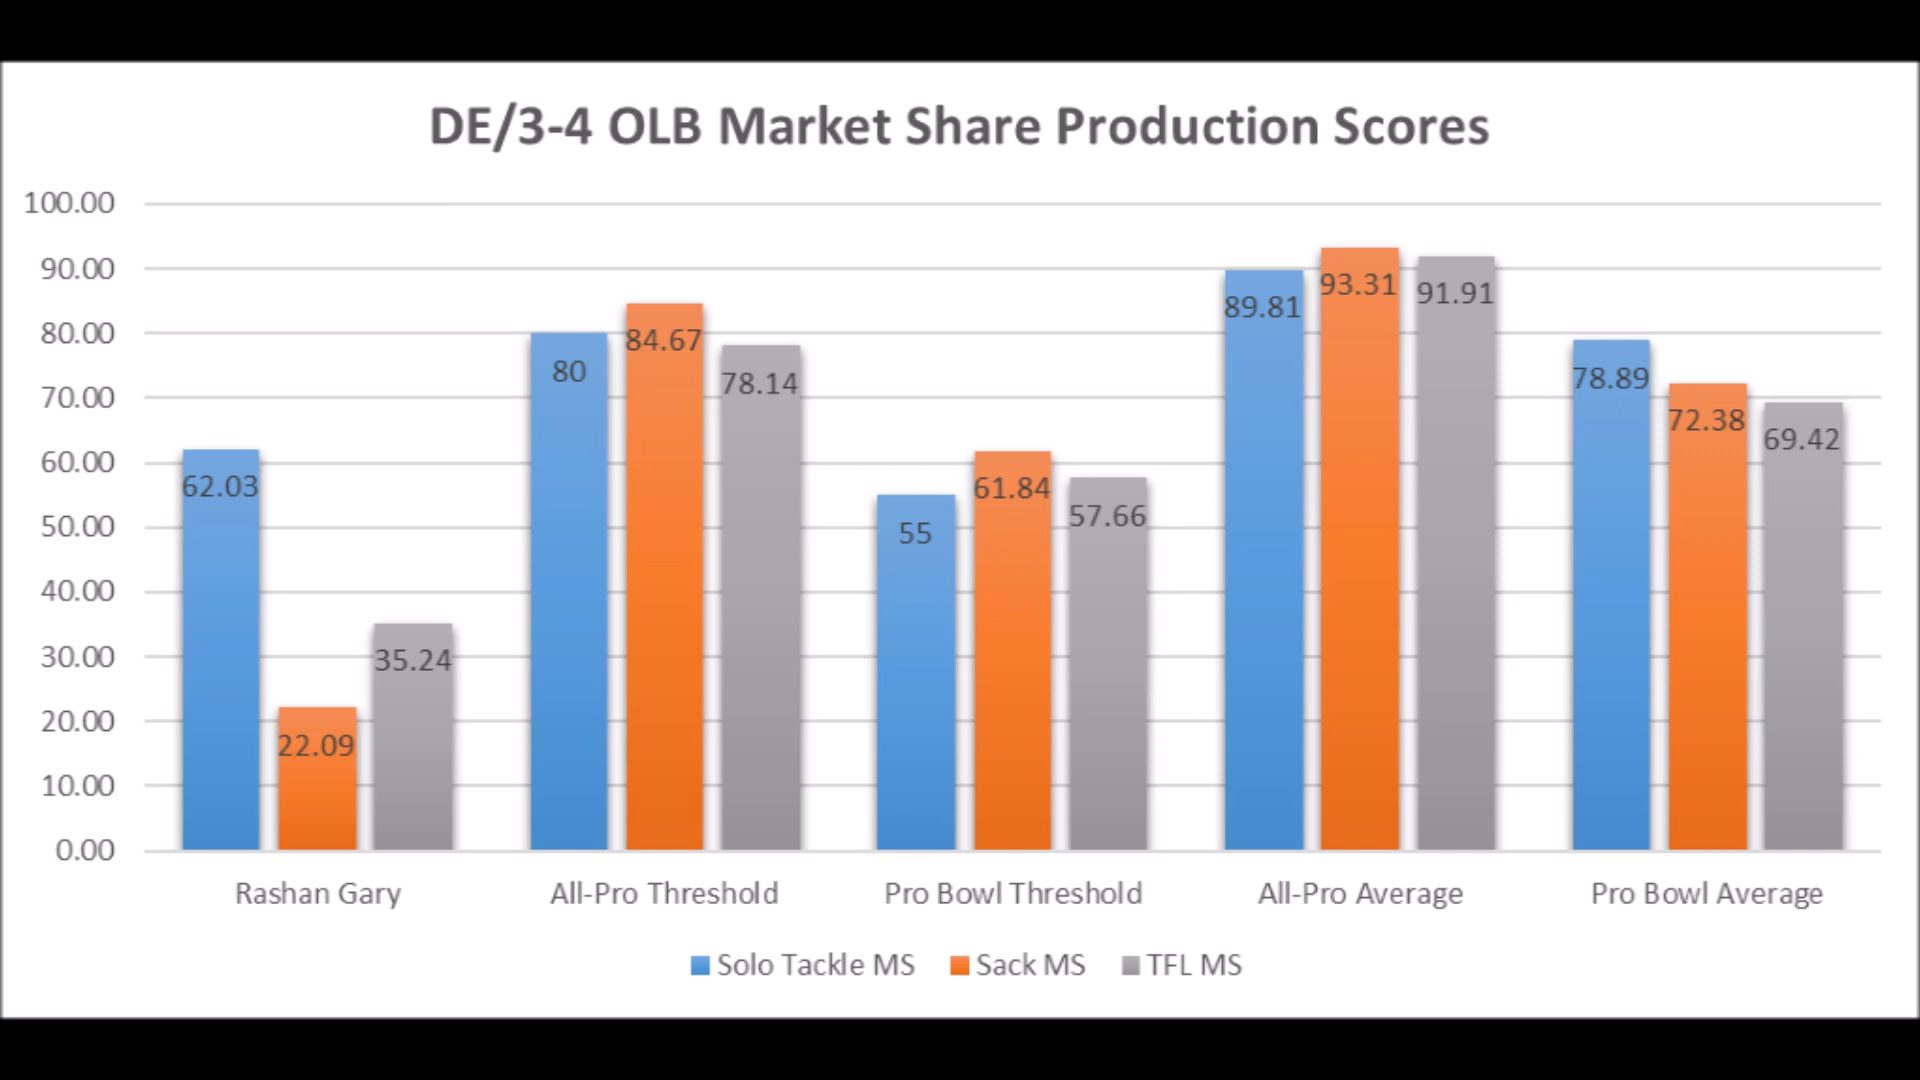 DE/3-4 OLB Market Share Production Scores
100.00
90.00
80.00
70.00
60.00
50.00
40.00
30.00
20.00
10.00
0.00
62.03
22.09
35.24
80
84.67
78.14
55
61.84
57.66
89.81
93.31
91.91
78.89
72.38
69.42
Rashan Gary
All-Pro Threshold
Pro Bowl Threshold
All-Pro Average
Pro Bowl Average
Solo Tackle MS
Sack MS
TFL MS